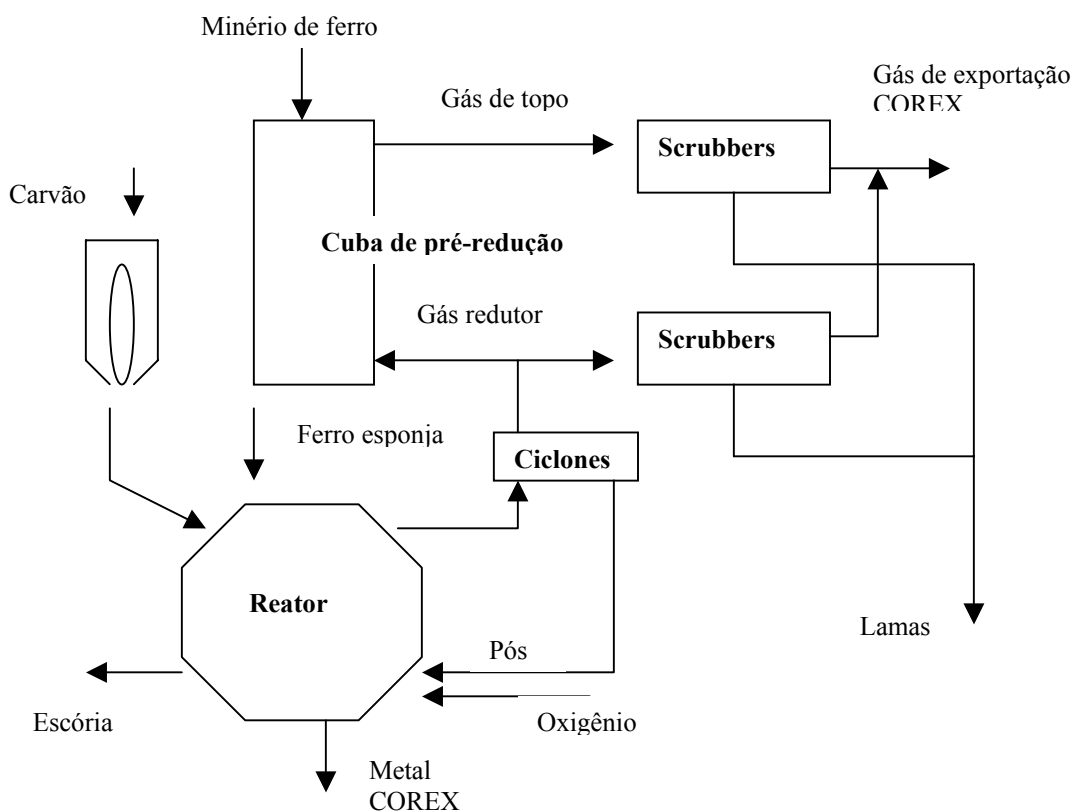 Minério de ferro
Gás de exportação
COREX
Gás de topo
Scrubbers
Carvão
Cuba de pré-redução
Gás redutor
Scrubbers
Ferro esponja
Ciclones
Reator
Lamas
Pós
Escória
Oxigênio
Metal
COREX